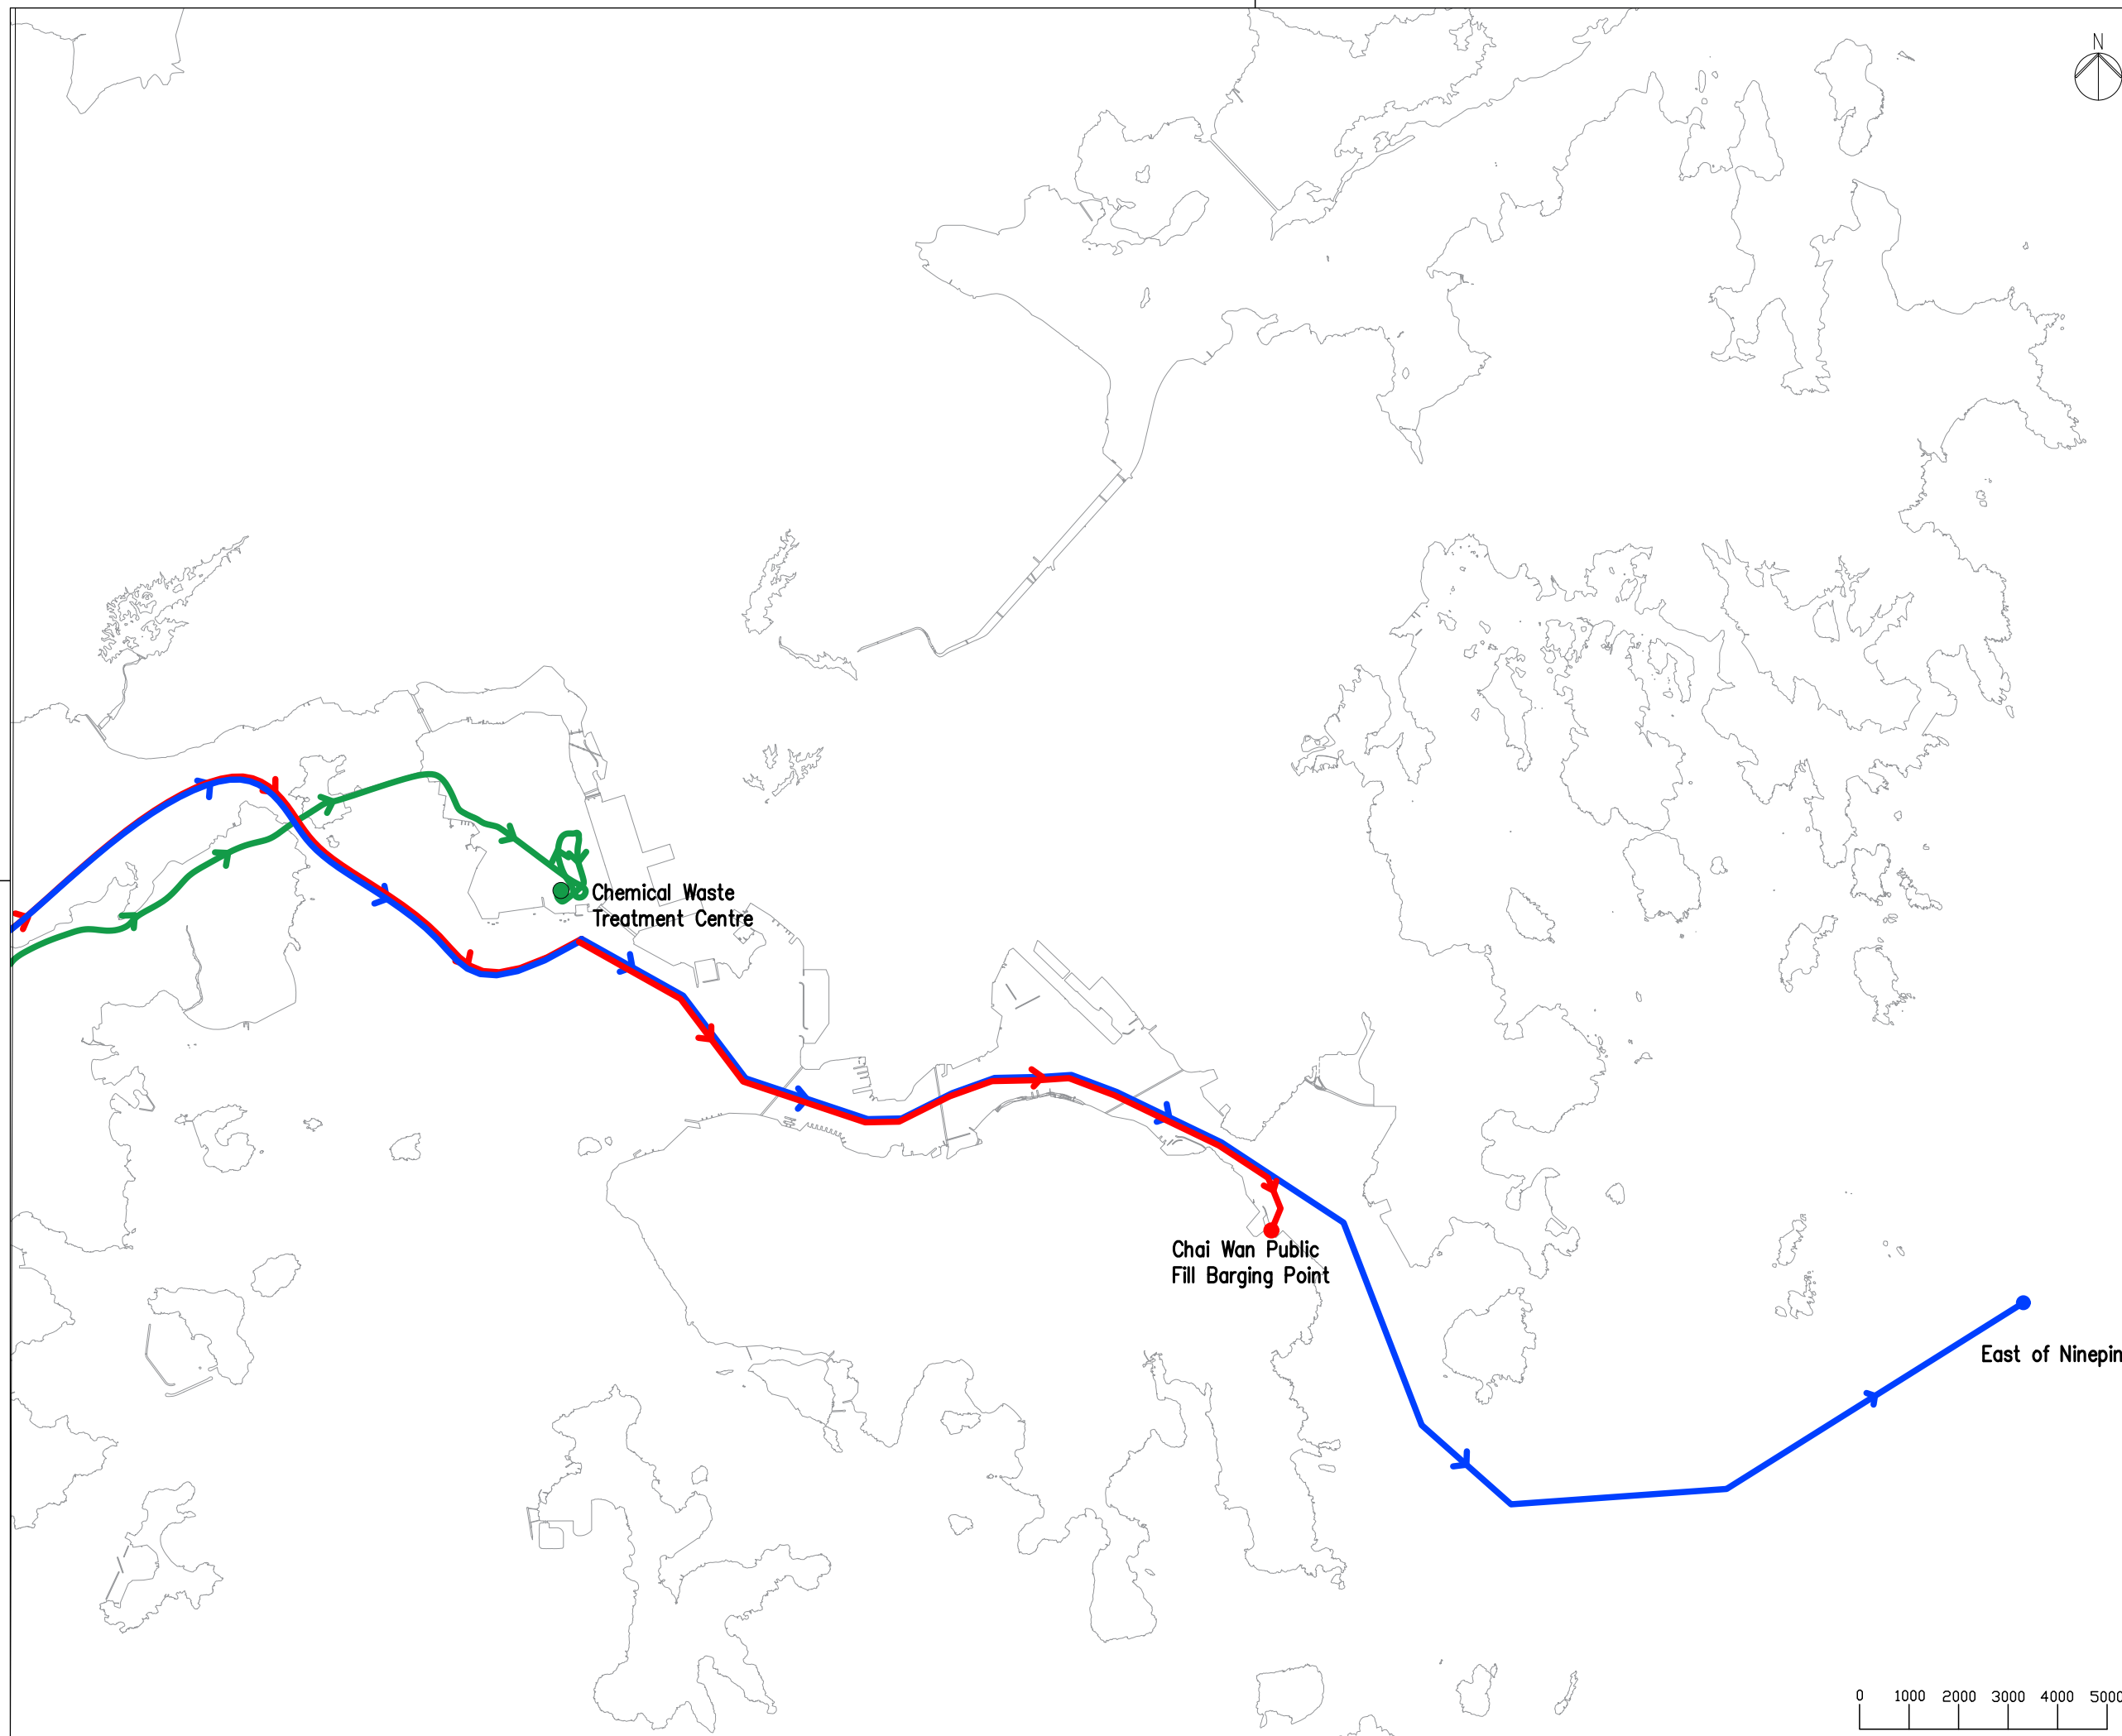 N
Chemical Waste
Treatment Centre
Chai Wan Public
Fill Barging Point
East of Ninepin
0 1000 2000 3000 4000 5000